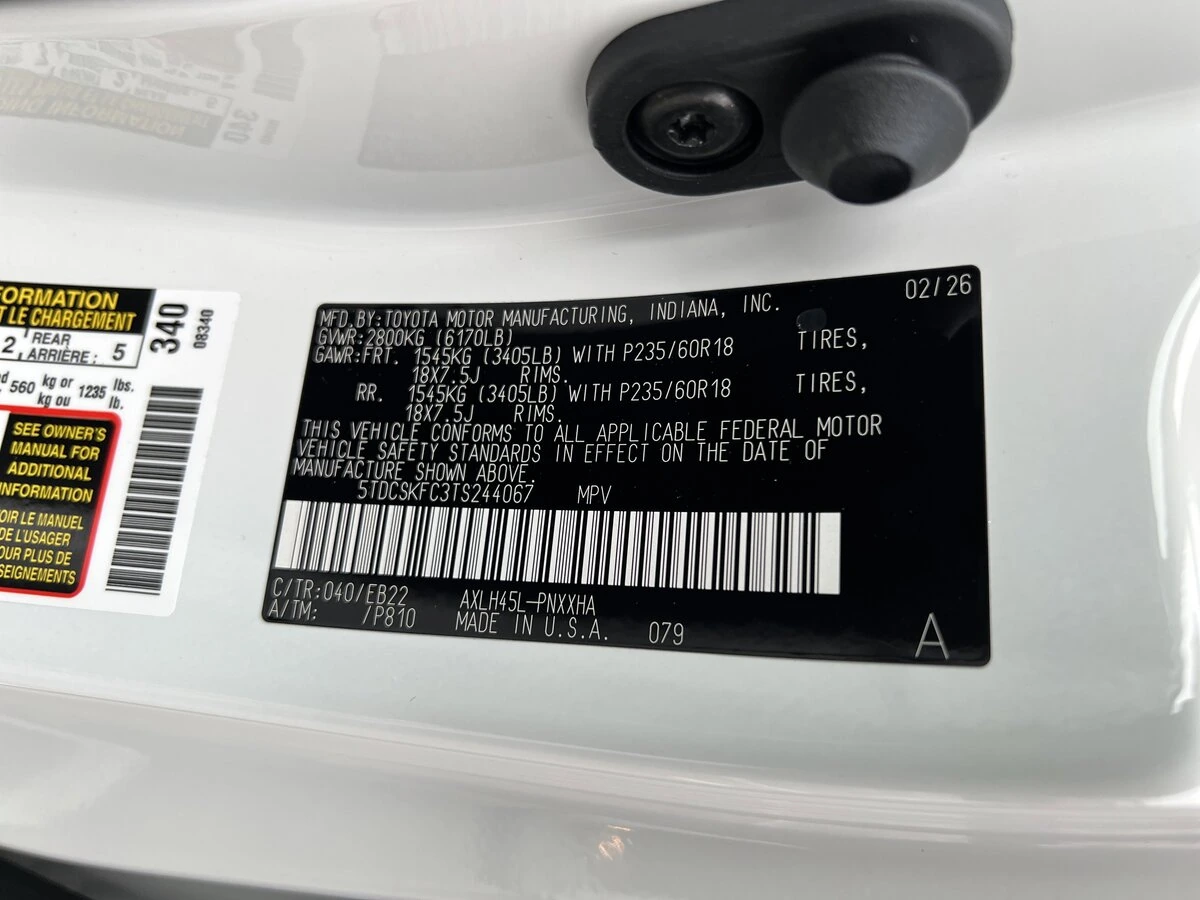 FORMATION
T LE CHARGEMENT
2 , REAR ARRIÈRE : 5
560 kg or kg ou 1235 lbs. lb.
SEE OWNER'S
MANUAL FOR
ADDITIONAL
INFORMATION
OIR LE MANUEL
DE L'USAGER
OUR PLUS DE
SEIGNEMENTS
340
08340
02/26
MFD.BY:TOYOTA MOTOR MANUFACTURING, INDIANA, INC.
GVWR:2800KG (6170LB)
GAWR:FRT. 1545KG (3405LB) WITH P235/60R18 TIRES,
18X7.5J RIMS.
RR. 1545KG (3405LB) WITH P235/60R18 TIRES,
18X7.5J RIMS.
THIS VEHICLE CONFORMS TO ALL APPLICABLE FEDERAL MOTOR
VEHICLE SAFETY STANDARDS IN EFFECT ON THE DATE OF
MANUFACTURE SHOWN ABOVE.
5TDCSKFC3TS244067 MPV
C/TR:040/EB22 AXLH45L-PNXXHA
A/TM: /P810 MADE IN U.S.A. 079
A